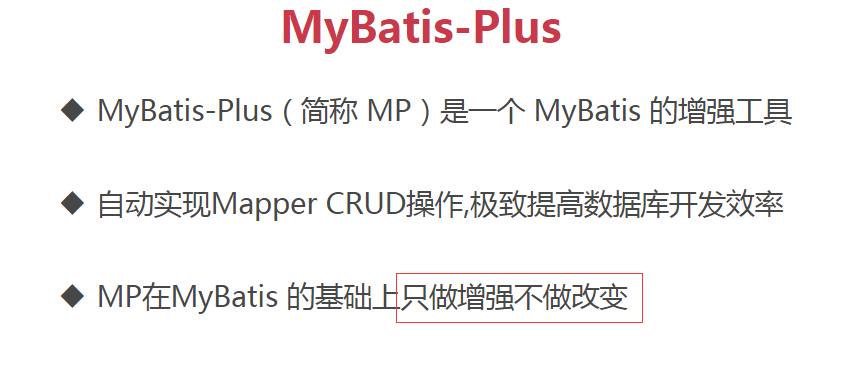 MyBatis-Plus
◆ MyBatis-Plus（简称 MP）是一个 MyBatis 的增强工具
◆ 自动实现Mapper CRUD操作,极致提高数据库开发效率
◆ MP在MyBatis 的基础上只做增强不做改变